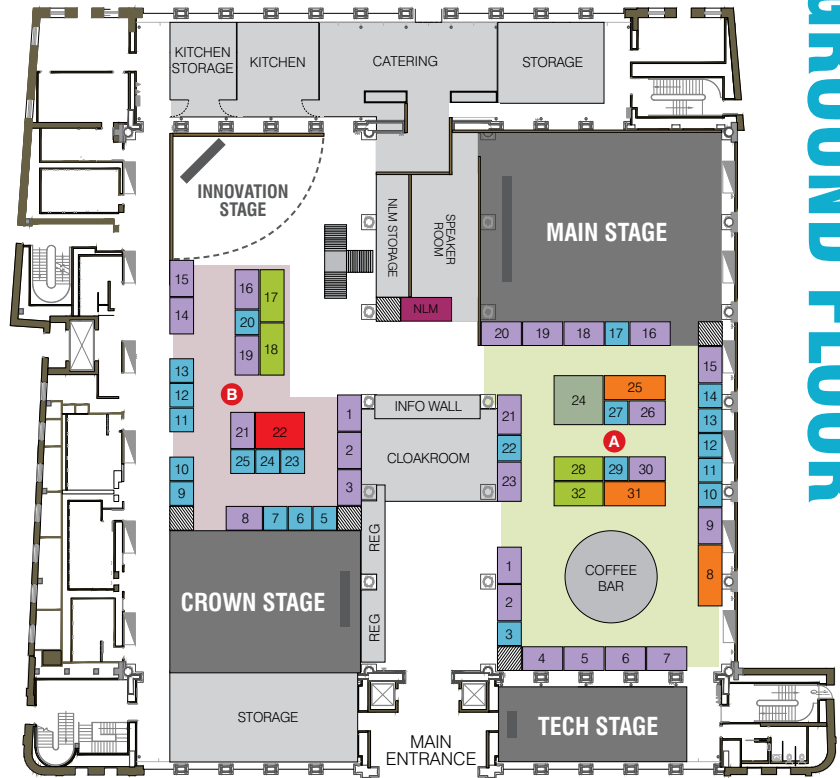 GROUND FLOOR
KITCHEN
STORAGE
KITCHEN
CATERING
STORAGE
INNOVATION
STAGE
NLM STORAGE
SPEAKER
ROOM
MAIN STAGE
NLM
15
14
16
17
20
19
18
20
19
18
17
16
13
12
11
B
10
9
21
22
25
24
23
8
7
6
5
1
2
3
INFO WALL
CLOAKROOM
21
22
23
24
25
27
26
A
28
29
30
32
31
15
14
13
12
11
10
9
8
COFFEE
BAR
1
2
3
4
5
6
7
REG
REG
CROWN STAGE
STORAGE
MAIN
ENTRANCE
TECH STAGE